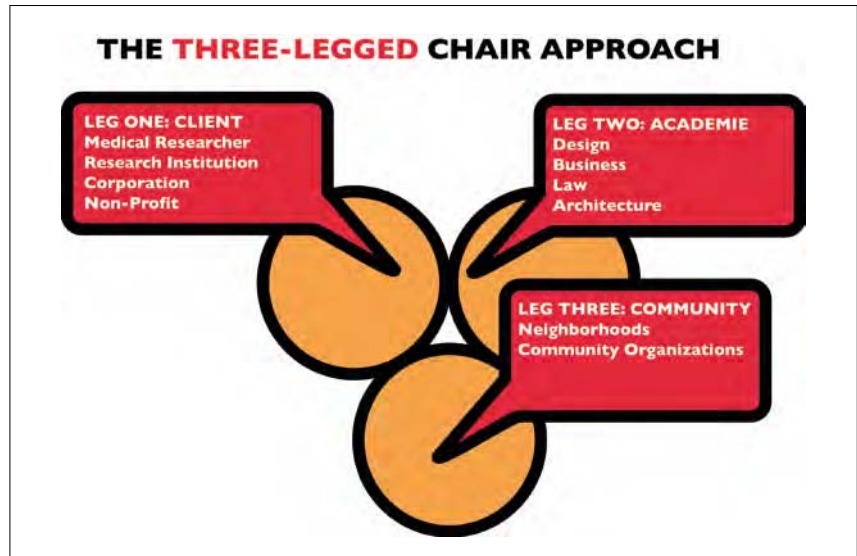 THE THREE-LEGGED CHAIR APPROACH
LEG ONE: CLIENT
Medical Researcher
Research Institution
Corporation
Non-Profit
LEG TWO: ACADEMIE
Design
Business
Law
Architecture
LEG THREE: COMMUNITY
Neighborhoods
Community Organizations